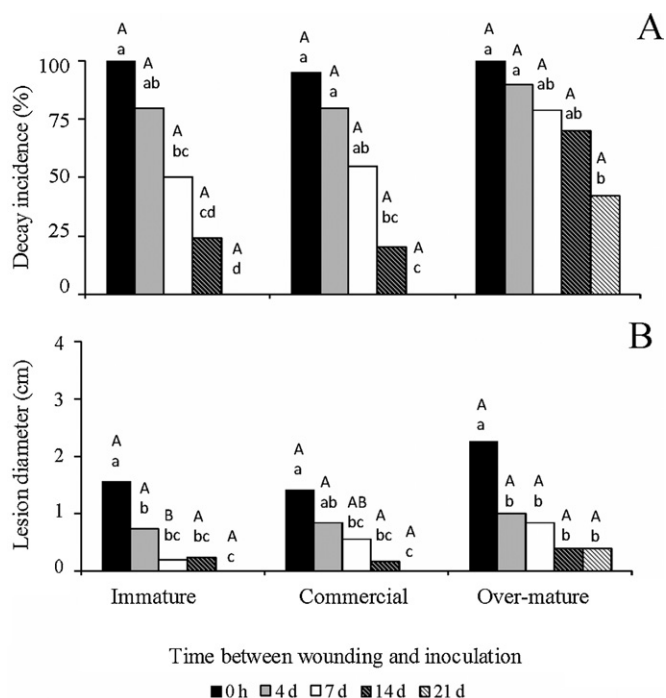 A
A A A
a A a A a A
ab a a A
100 ab A
A A ab
75
bc ab A
b
50 A A
cd bc
25 A A
d c
0
Decay incidence (%)
B
4
3
A
a
2 A A
a a
A A A A
b ab AB b b
1 B A bc A A A
bc bc A bc A b b
c c
0
Lesion diameter (cm)
Immature Commercial Over-mature
Time between wounding and inoculation
0 h 4 d 7 d 14 d 21 d